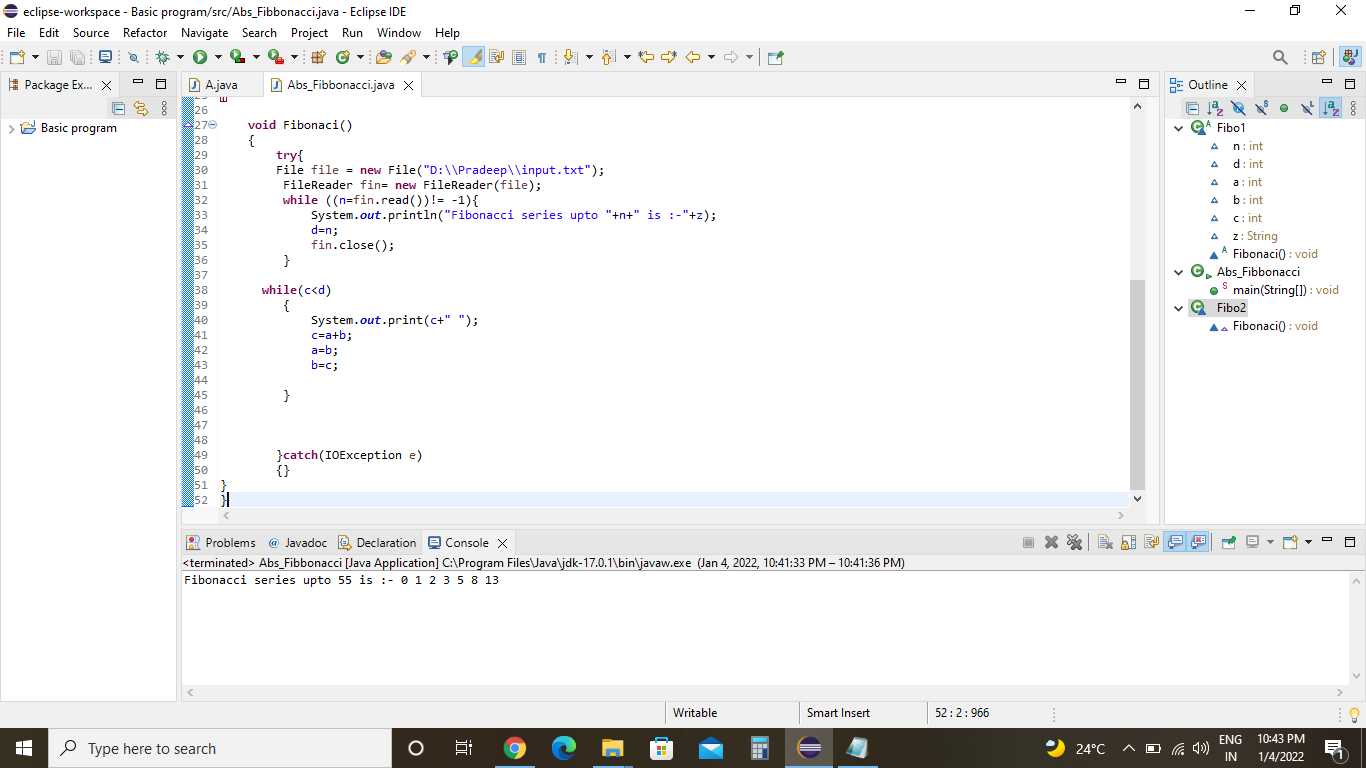 eclipse-workspace - Basic program/src/Abs_Fibbonacci.java - Eclipse IDE
File Edit Source Refactor Navigate Search Project Run Window Help
Package Ex...
Basic program
A.java Abs_Fibbonacci.java
25
26
27 void Fibonaci()
28 {
29 try{
30 File file = new File("D:\\Pradeep\\input.txt");
31 FileReader fin= new FileReader(file);
32 while ((n=fin.read())!= -1){
33 System.out.println("Fibonacci series upto "+n+" is :-"+z);
34 d=n;
35 fin.close();
36 }
37
38 while(c<d)
39 {
40 System.out.print(c+" ");
41 c=a+b;
42 a=b;
43 b=c;
44
45 }
46
47
48
49 }catch(IOException e)
50 {}
51 }
52 }
Outline
Fibo1
n : int
d : int
a : int
b : int
c : int
z : String
Fibonaci() : void
Abs_Fibbonacci
main(String[]) : void
Fibo2
Fibonaci() : void
Problems Javadoc Declaration Console
<terminated> Abs_Fibbonacci [Java Application] C:\Program Files\Java\jdk-17.0.1\bin\javaw.exe (Jan 4, 2022, 10:41:33 PM – 10:41:36 PM)
Fibonacci series upto 55 is :- 0 1 2 3 5 8 13
Writable Smart Insert 52 : 2 : 966
Type here to search
24°C
ENG
IN
10:43 PM
1/4/2022
1